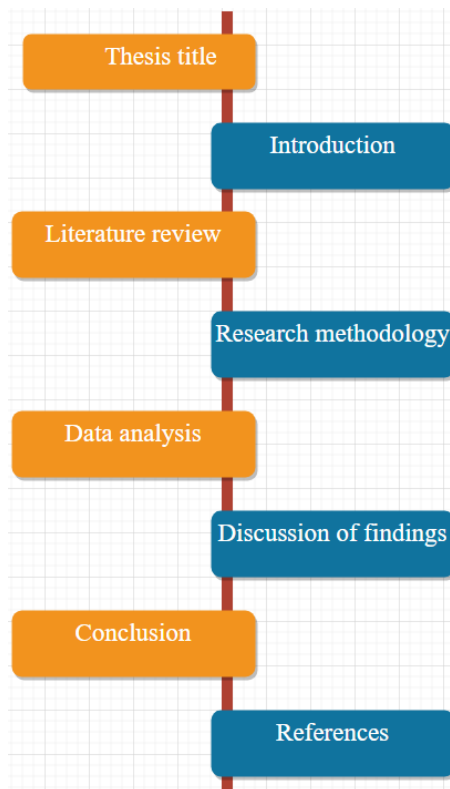 Thesis title
Introduction
Literature review
Research methodology
Data analysis
Discussion of findings
Conclusion
References